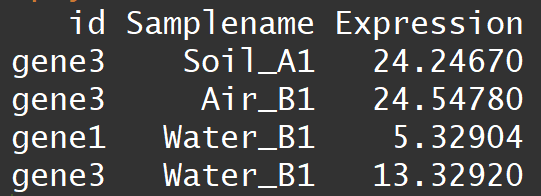 id Samplename Expression
gene3 Soil_A1 24.24670
gene3 Air_B1 24.54780
gene1 Water_B1 5.32904
gene3 Water_B1 13.32920